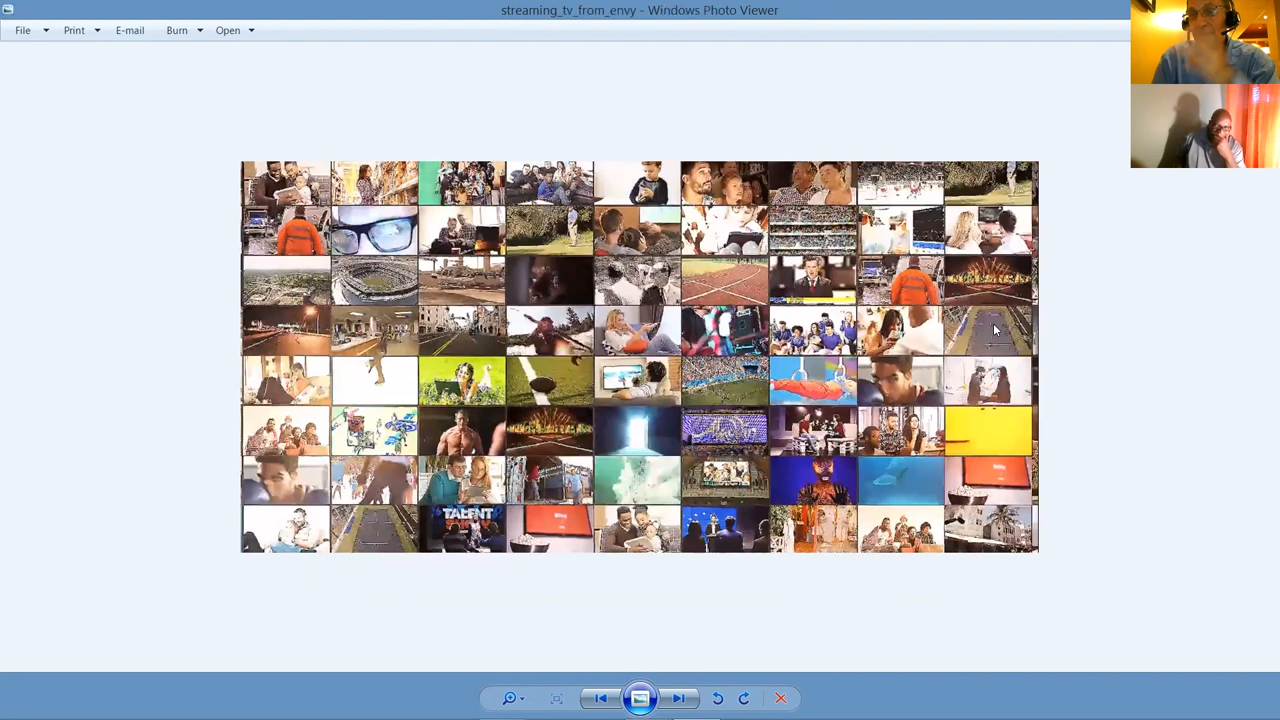 streaming_tv_from_envy - Windows Photo Viewer
File Print E-mail Burn Open
TALENT